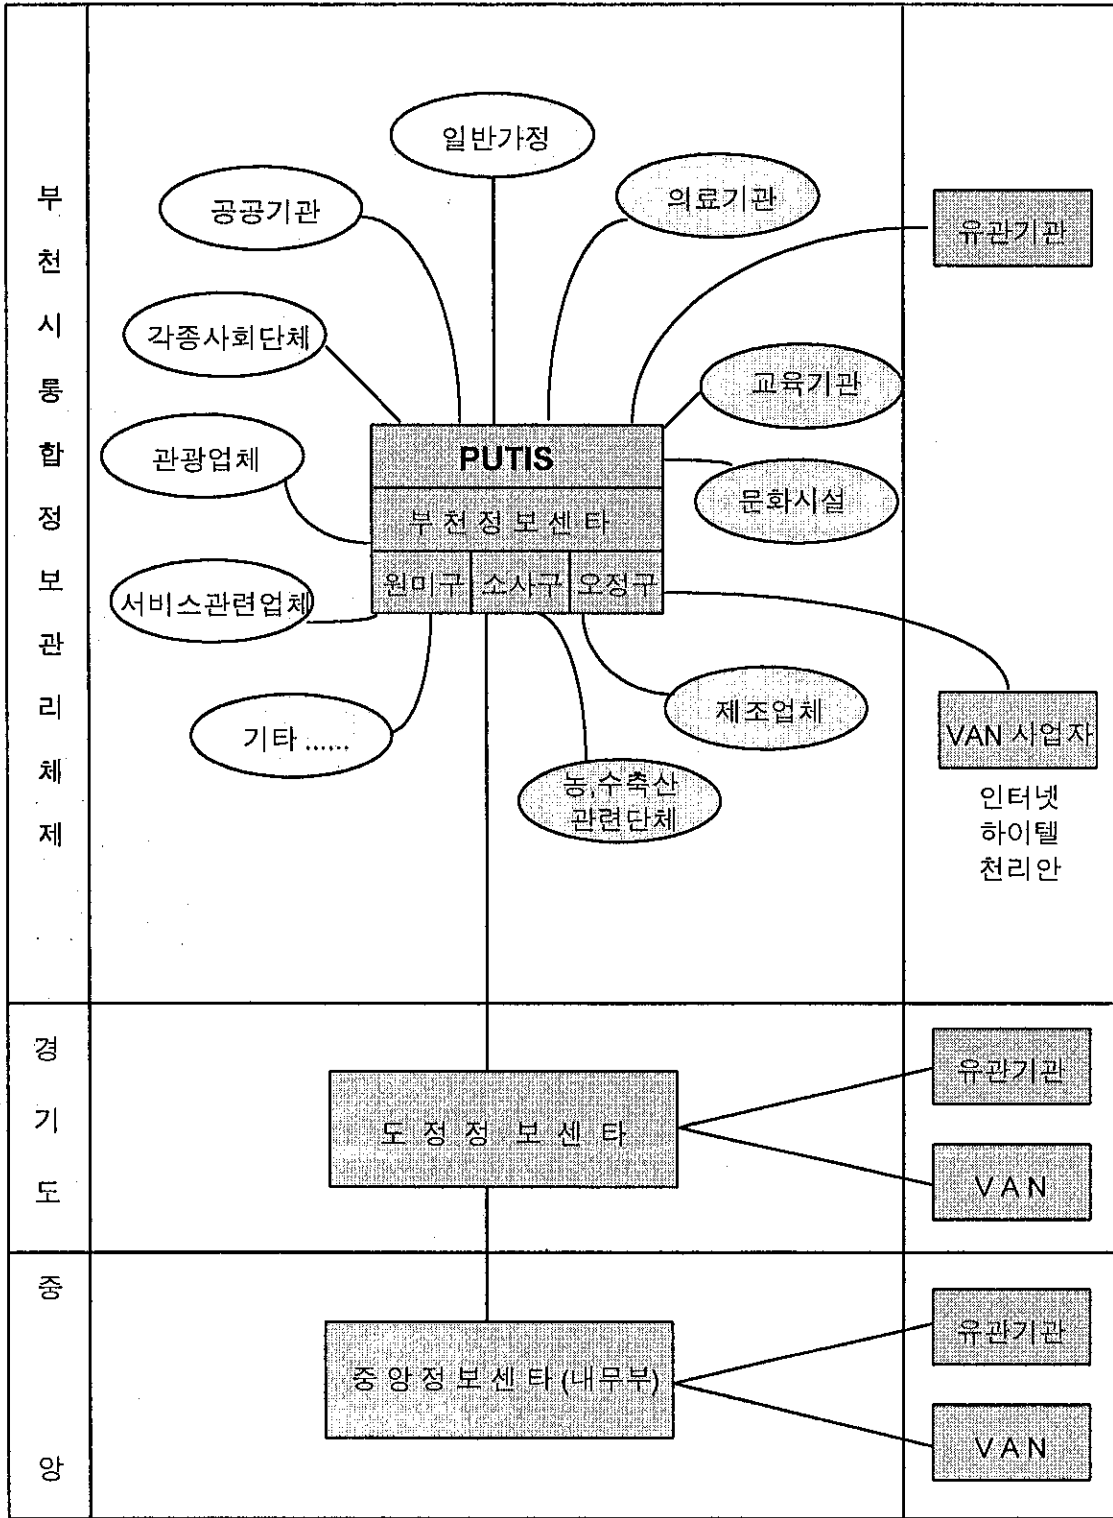 부천시통합정보관리체제
일반가정
공공기관
의료기관
유관기관
각종사회단체
교육기관
관광업체
PUTIS
문화시설
부천정보센타
원미구 소사구 오정구
서비스관련업체
제조업체
VAN 사업자
기타 ......
농,수축산
관련단체
인터넷
하이텔
천리안
경기도
유관기관
도정정보센타
VAN
중앙
유관기관
중앙정보센타(내무부)
VAN